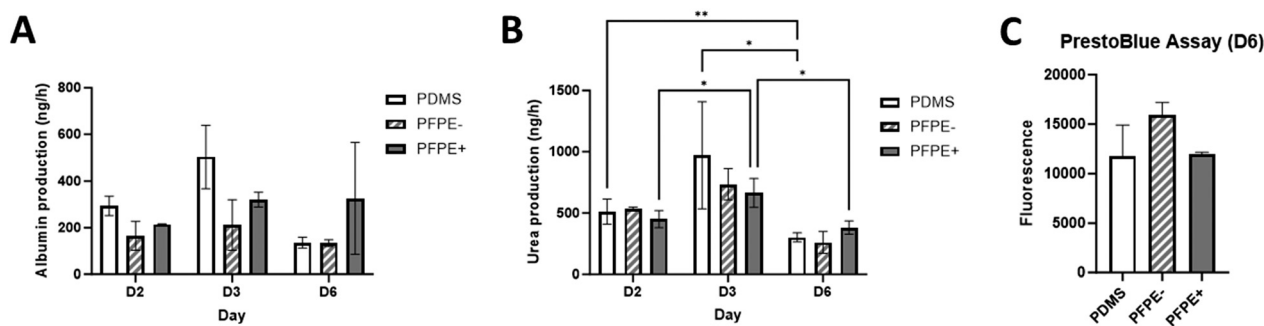 A
Albumin production (ng/h)
800
600
400
200
0
D2 D3 D6
Day
PDMS
PFPE-
PFPE+
B
Urea production (ng/h)
1500
1000
500
0
**
*
*
*
D2 D3 D6
Day
PDMS
PFPE-
PFPE+
C
PrestoBlue Assay (D6)
Fluorescence
20000
15000
10000
5000
0
PDMS PFPE- PFPE+